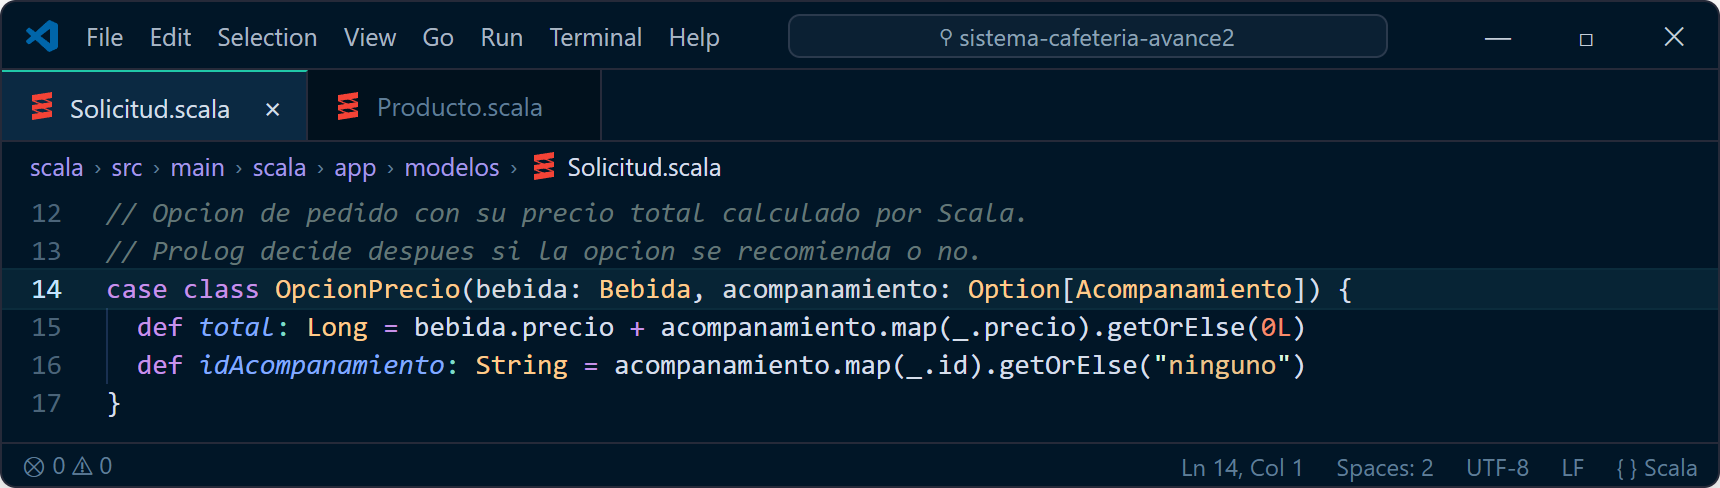 File Edit Selection View Go Run Terminal Help sistema-cafeteria-avance2
Solicitud.scala × Producto.scala
scala › src › main › scala › app › modelos › Solicitud.scala
12 // Opcion de pedido con su precio total calculado por Scala.
13 // Prolog decide despues si la opcion se recomienda o no.
14 case class OpcionPrecio(bebida: Bebida, acompanamiento: Option[Acompanamiento]) {
15   def total: Long = bebida.precio + acompanamiento.map(_.precio).getOrElse(0L)
16   def idAcompanamiento: String = acompanamiento.map(_.id).getOrElse("ninguno")
17 }
0 0 Ln 14, Col 1 Spaces: 2 UTF-8 LF { } Scala